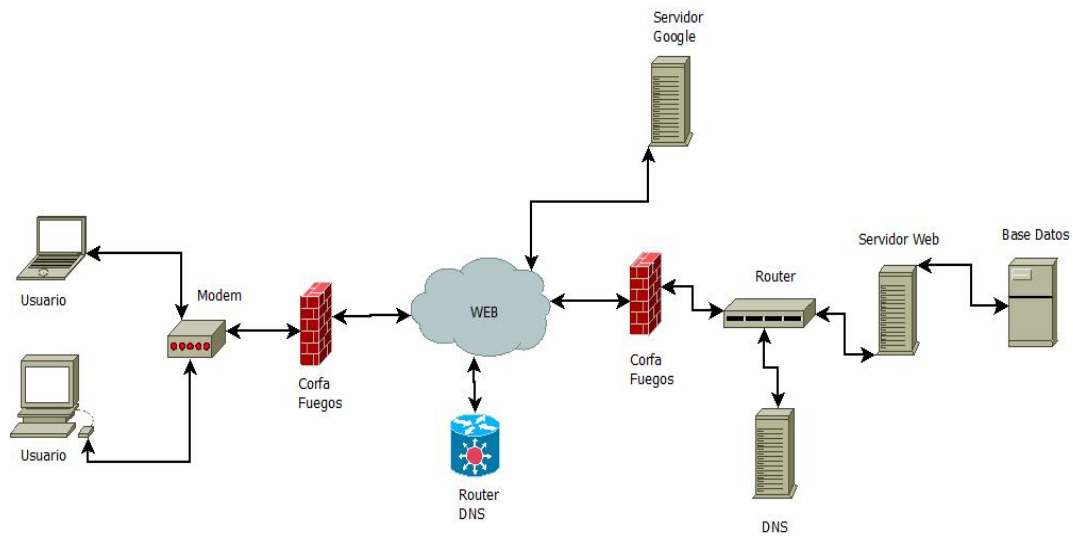 Servidor
Google
Servidor Web
Base Datos
Router
Usuario
Modem
WEB
Corfa
Fuegos
Corfa
Fuegos
Usuario
Router
DNS
DNS